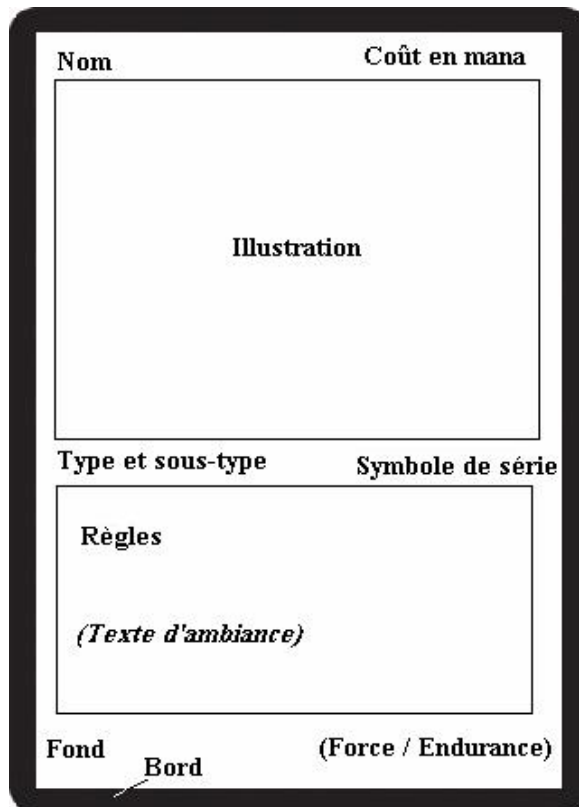 Nom
Coût en mana
Illustration
Type et sous-type
Symbole de série
Règles
(Texte d'ambiance)
Fond
(Force / Endurance)
Bord